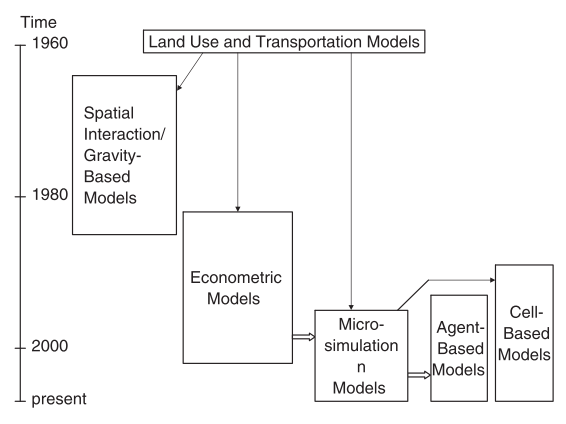 Time
1960
Land Use and Transportation Models
Spatial
Interaction/
Gravity-
Based
Models
1980
Econometric
Models
Micro-
simulatio
n
Models
Agent-
Based
Models
Cell-
Based
Models
2000
present